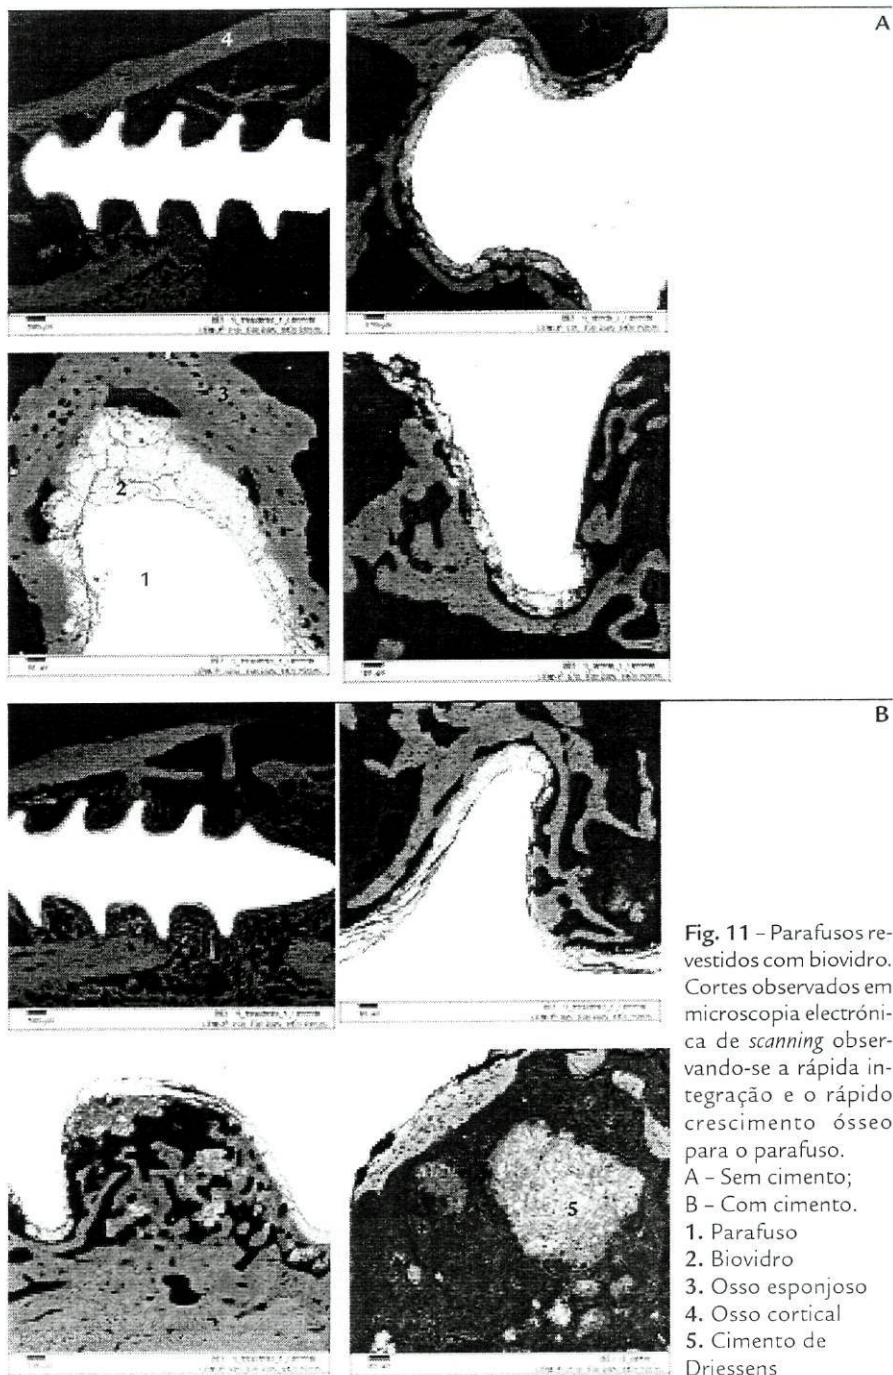 A
4
3
2
1
B
5
Fig. 11 – Parafusos re-
vestidos com biovidro.
Cortes observados em
microscopia electróni-
ca de scanning obser-
vando-se a rápida in-
tegração e o rápido
crescimento ósseo
para o parafuso.
A – Sem cimento;
B – Com cimento.
1. Parafuso
2. Biovidro
3. Osso esponjoso
4. Osso cortical
5. Cimento de
Driessens